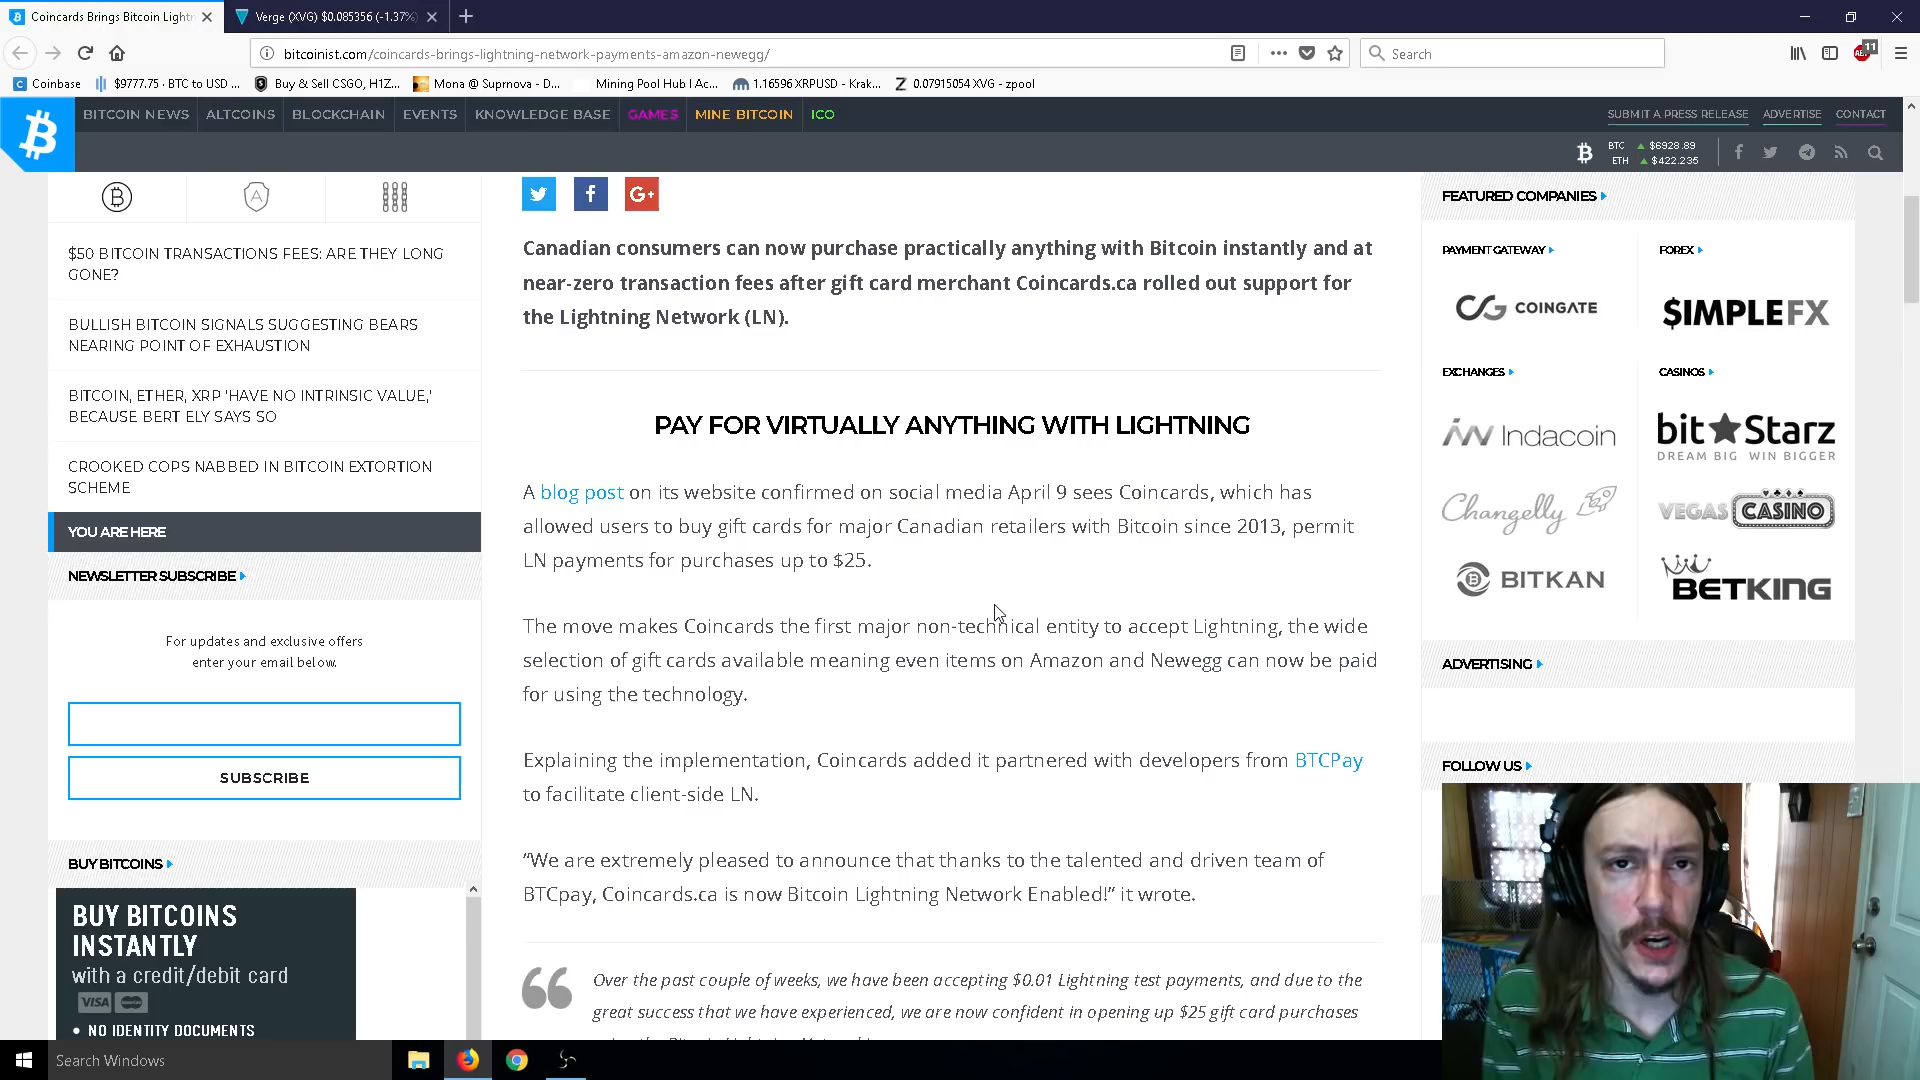 Coincards Brings Bitcoin Lightn
Verge (XVG) $0.085356 (-1.37%)
bitcoinist.com/coincards-brings-lightning-network-payments-amazon-newegg/
Search
11
Coinbase
$9777.75 · BTC to USD ...
Buy & Sell CSGO, H1Z...
Mona @ Suprnova - D...
Mining Pool Hub | Ac...
1.16596 XRPUSD - Krak...
0.07915054 XVG - zpool
BITCOIN NEWS
ALTCOINS
BLOCKCHAIN
EVENTS
KNOWLEDGE BASE
GAMES
MINE BITCOIN
ICO
SUBMIT A PRESS RELEASE
ADVERTISE
CONTACT
BTC $6928.89
ETH $422.235
$50 BITCOIN TRANSACTIONS FEES: ARE THEY LONG
GONE?
BULLISH BITCOIN SIGNALS SUGGESTING BEARS
NEARING POINT OF EXHAUSTION
BITCOIN, ETHER, XRP 'HAVE NO INTRINSIC VALUE,'
BECAUSE BERT ELY SAYS SO
CROOKED COPS NABBED IN BITCOIN EXTORTION
SCHEME
YOU ARE HERE
NEWSLETTER SUBSCRIBE
For updates and exclusive offers
enter your email below.
SUBSCRIBE
BUY BITCOINS
BUY BITCOINS
INSTANTLY
with a credit/debit card
VISA
• NO IDENTITY DOCUMENTS
G+
Canadian consumers can now purchase practically anything with Bitcoin instantly and at
near-zero transaction fees after gift card merchant Coincards.ca rolled out support for
the Lightning Network (LN).
PAY FOR VIRTUALLY ANYTHING WITH LIGHTNING
A blog post on its website confirmed on social media April 9 sees Coincards, which has
allowed users to buy gift cards for major Canadian retailers with Bitcoin since 2013, permit
LN payments for purchases up to $25.
The move makes Coincards the first major non-technical entity to accept Lightning, the wide
selection of gift cards available meaning even items on Amazon and Newegg can now be paid
for using the technology.
Explaining the implementation, Coincards added it partnered with developers from BTCPay
to facilitate client-side LN.
“We are extremely pleased to announce that thanks to the talented and driven team of
BTCpay, Coincards.ca is now Bitcoin Lightning Network Enabled!” it wrote.
Over the past couple of weeks, we have been accepting $0.01 Lightning test payments, and due to the
great success that we have experienced, we are now confident in opening up $25 gift card purchases
FEATURED COMPANIES
PAYMENT GATEWAY
FOREX
COINGATE
$IMPLEFX
EXCHANGES
CASINOS
Indacoin
bitStarz
DREAM BIG WIN BIGGER
Changelly
VEGAS CASINO
BITKAN
BETKING
ADVERTISING
FOLLOW US
Search Windows